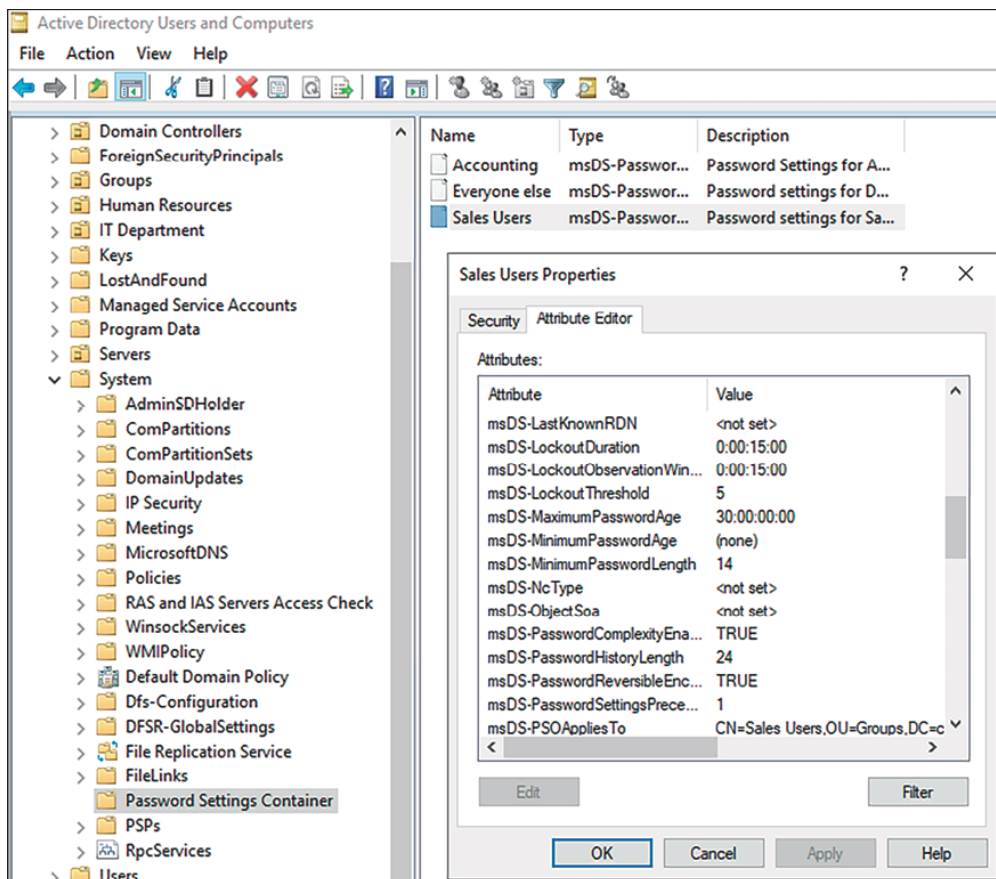 Active Directory Users and Computers
File Action View Help
Domain Controllers
ForeignSecurityPrincipals
Groups
Human Resources
IT Department
Keys
LostAndFound
Managed Service Accounts
Program Data
Servers
System
AdminSDHolder
ComPartitions
ComPartitionSets
DomainUpdates
IP Security
Meetings
MicrosoftDNS
Policies
RAS and IAS Servers Access Check
WinsockServices
WMIPolicy
Default Domain Policy
Dfs-Configuration
DFSR-GlobalSettings
File Replication Service
FileLinks
Password Settings Container
PSPs
RpcServices
Users
Name Type Description
Accounting msDS-Passwor... Password Settings for A...
Everyone else msDS-Passwor... Password settings for D...
Sales Users msDS-Passwor... Password settings for Sa...
Sales Users Properties ?
Security Attribute Editor
Attributes:
Attribute Value
msDS-LastKnownRDN <not set>
msDS-LockoutDuration 0:00:15:00
msDS-LockoutObservationWin... 0:00:15:00
msDS-LockoutThreshold 5
msDS-MaximumPasswordAge 30:00:00:00
msDS-MinimumPasswordAge (none)
msDS-MinimumPasswordLength 14
msDS-NcType <not set>
msDS-ObjectSoa <not set>
msDS-PasswordComplexityEna... TRUE
msDS-PasswordHistoryLength 24
msDS-PasswordReversibleEnc... TRUE
msDS-PasswordSettingsPrece... 1
msDS-PSOAppliesTo CN=Sales Users,OU=Groups,DC=c
Edit Filter
OK Cancel Apply Help